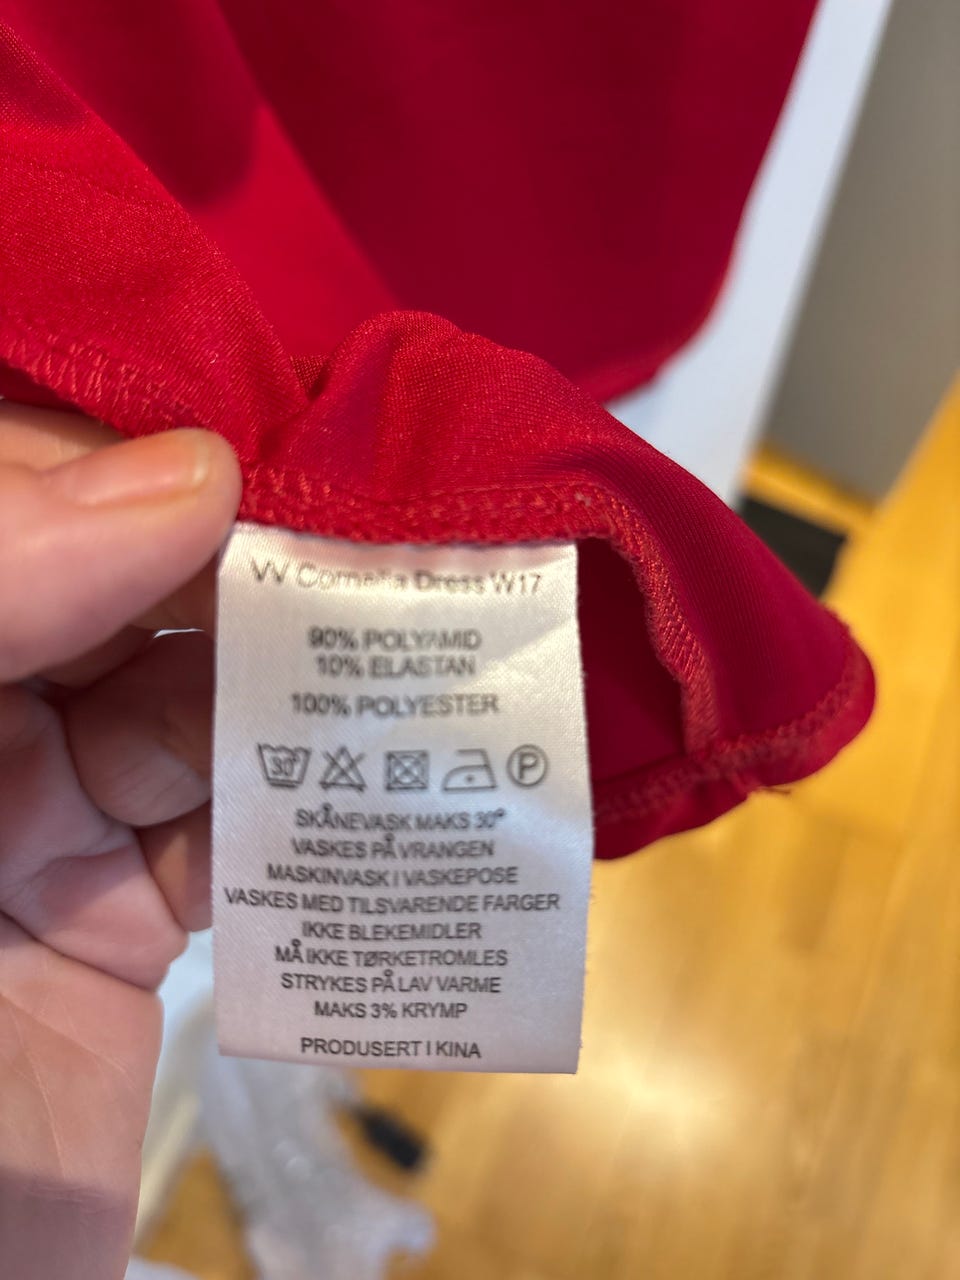 W Cornelia Dress W17
90% POLYAMID
10% ELASTAN
100% POLYESTER
30° P
SKÅNEVASK MAKS 30°
VASKES PÅ VRANGEN
MASKINVASK I VASKEPOSE
VASKES MED TILSVARENDE FARGER
IKKE BLEKEMIDLER
MÅ IKKE TØRKETROMLES
STRYKES PÅ LAV VARME
MAKS 3% KRYMP
PRODUSERT I KINA